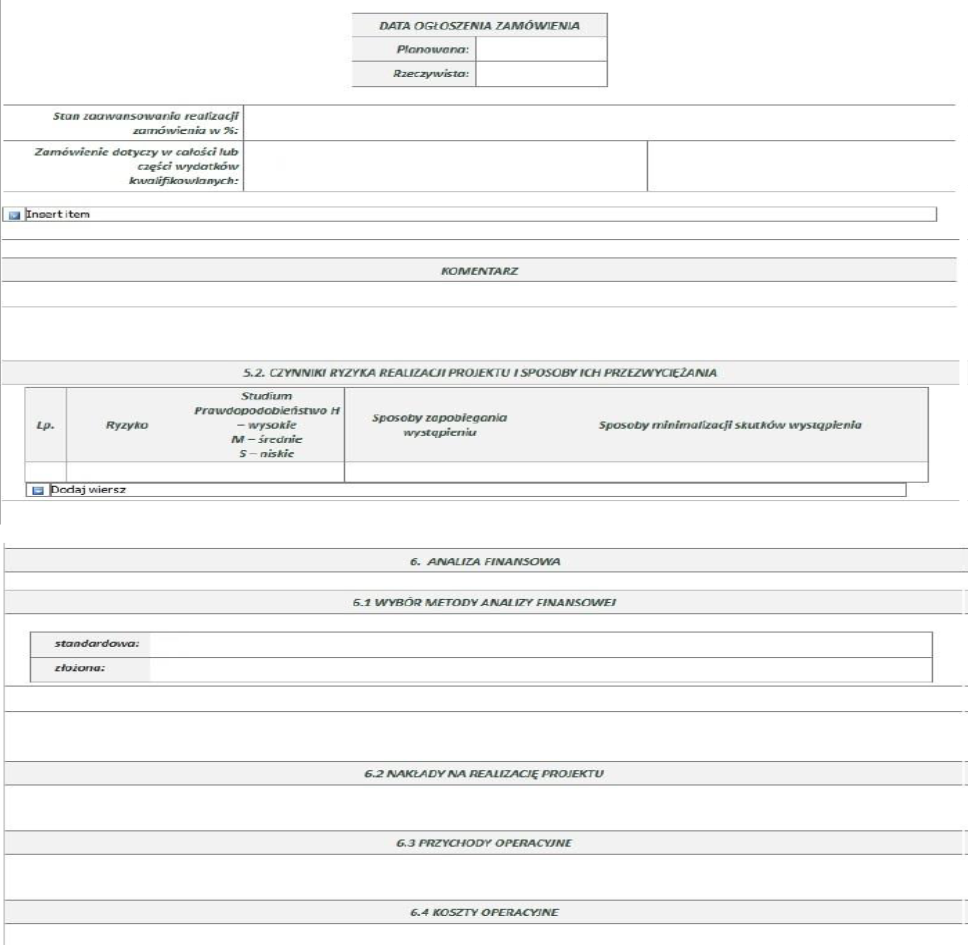 DATA OGŁOSZENIA ZAMÓWIENIA
Planowana:
Rzeczywista:
Stan zaawansowania realizacji
zamówienia w %:
Zamówienie dotyczy w całości lub
części wydatków
kwalifikowlanych:
Insert item
KOMENTARZ
5.2. CZYNNIKI RYZYKA REALIZACJI PROJEKTU I SPOSOBY ICH PRZEZWYCIĘŻANIA
Lp.
Ryzyko
Studium
Prawdopodobieństwo H
– wysokie
M – średnie
S – niskie
Sposoby zapobiegania
wystąpieniu
Sposoby minimalizacji skutków wystąpienia
Dodaj wiersz
6. ANALIZA FINANSOWA
6.1 WYBÓR METODY ANALIZY FINANSOWEJ
standardowa:
złożona:
6.2 NAKŁADY NA REALIZACJĘ PROJEKTU
6.3 PRZYCHODY OPERACYJNE
6.4 KOSZTY OPERACYJNE